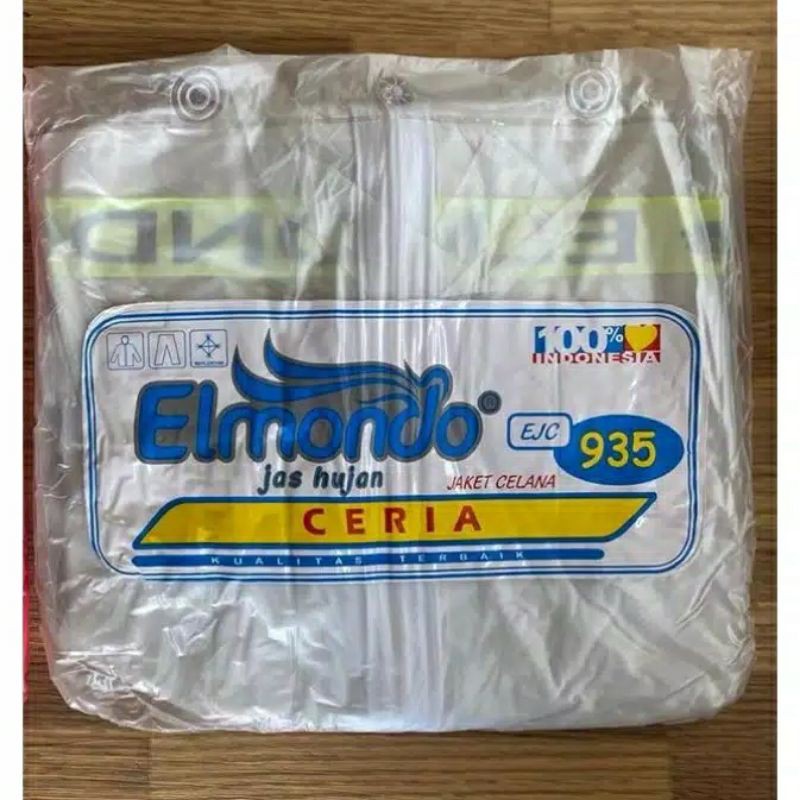 100%
INDONESIA
Elmondo
EJC 935
jas hujan
JAKET CELANA
CERIA
KUALITAS TERBAIK